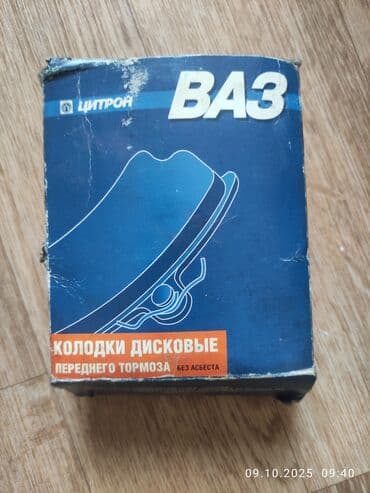 ЦИТРОН
ВАЗ
КОЛОДКИ ДИСКОВЫЕ
ПЕРЕДНЕГО ТОРМОЗА БЕЗ АСБЕСТА
09.10.2025 09:40